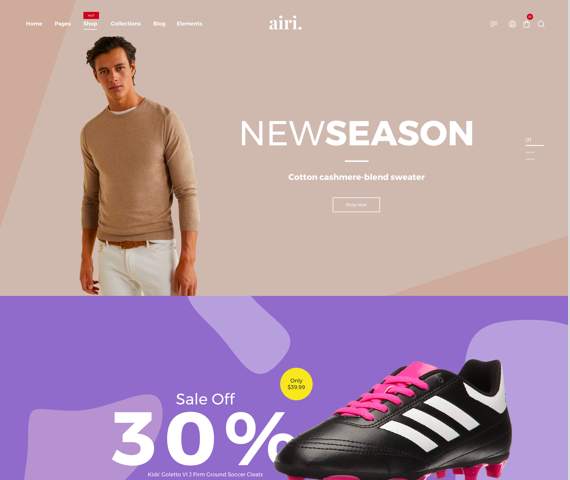 HOT
Home Pages Shop Collections Blog Elements
airi.
NEWSEASON
01
Cotton cashmere-blend sweater
Shop Now
Only
$39.99
Sale Off
30%
Kids' Goletto VI J Firm Ground Soccer Cleats